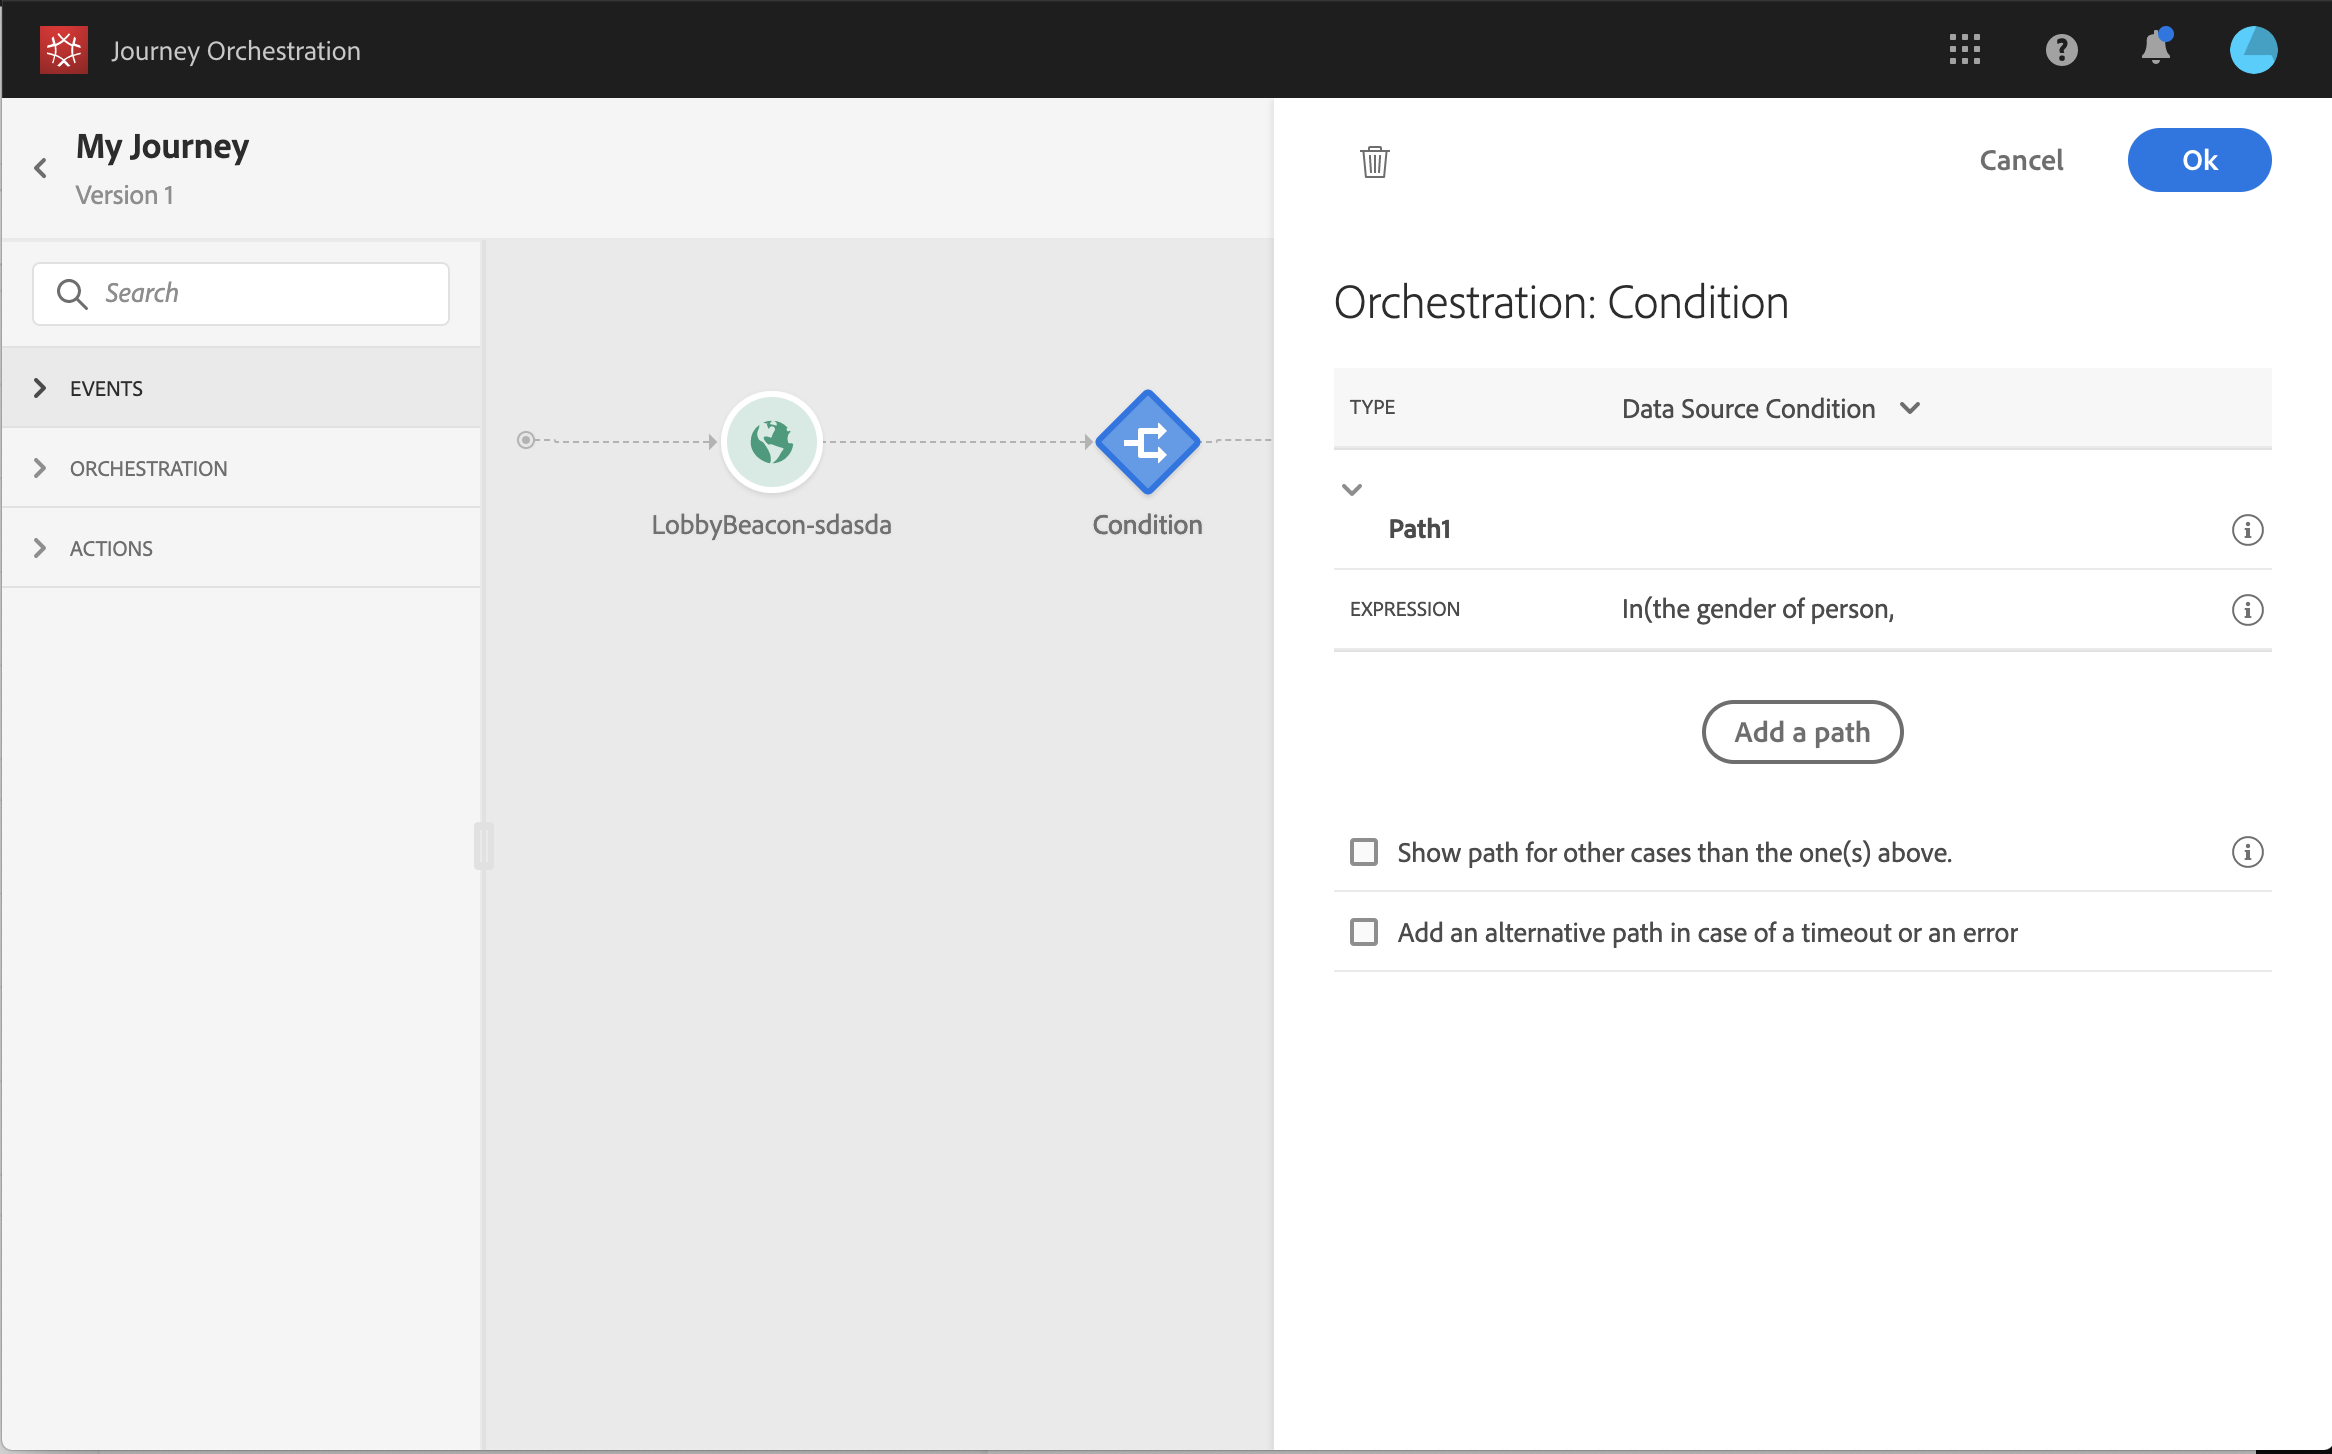 Journey Orchestration
My Journey
Version 1
Search
EVENTS
ORCHESTRATION
ACTIONS
LobbyBeacon-sdasda
Condition
Cancel
Ok
Orchestration: Condition
TYPE Data Source Condition
Path1
EXPRESSION In(the gender of person,
Add a path
Show path for other cases than the one(s) above.
Add an alternative path in case of a timeout or an error